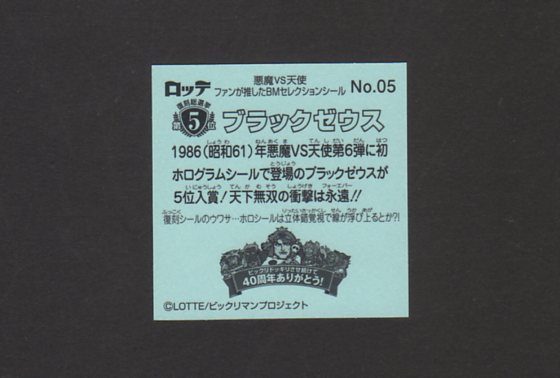 ロッテ
悪魔VS天使
ファンが推したBMセレクションシール
No.05
復刻総選挙
第5位
ブラックゼウス
1986(昭和61)年悪魔VS天使第6弾に初
ホログラムシールで登場のブラックゼウスが
5位入賞!天下無双の衝撃は永遠!!
復刻シールのウワサ…ホロシールは立体錯覚視で線が浮び上るとか?!
ビックリドッキリさせ続けて
40周年ありがとう!
©LOTTE/ビックリマンプロジェクト